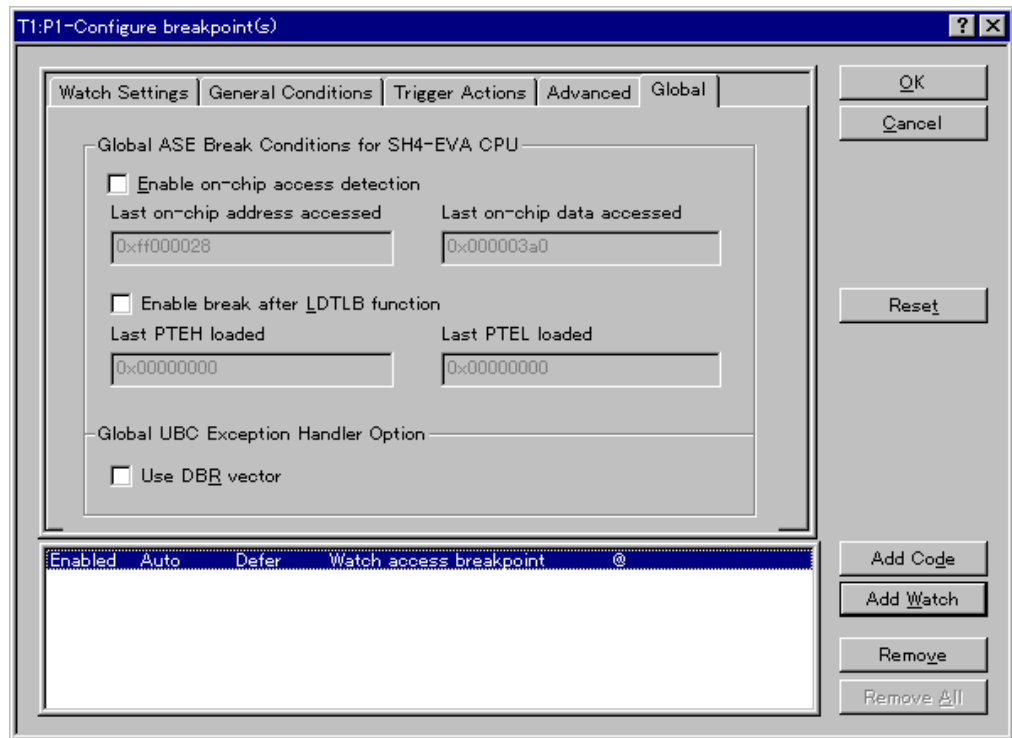 T1:P1-Configure breakpoint(s)
Watch Settings General Conditions Trigger Actions Advanced Global
OK
Cancel
Global ASE Break Conditions for SH4-EVA CPU
Enable on-chip access detection
Last on-chip address accessed Last on-chip data accessed
0xff000028 0x000003a0
Enable break after LDTLB function
Reset
Last PTEH loaded Last PTEL loaded
0x00000000 0x00000000
Global UBC Exception Handler Option
Use DBR vector
Enabled Auto Defer Watch access breakpoint @
Add Code
Add Watch
Remove
Remove All